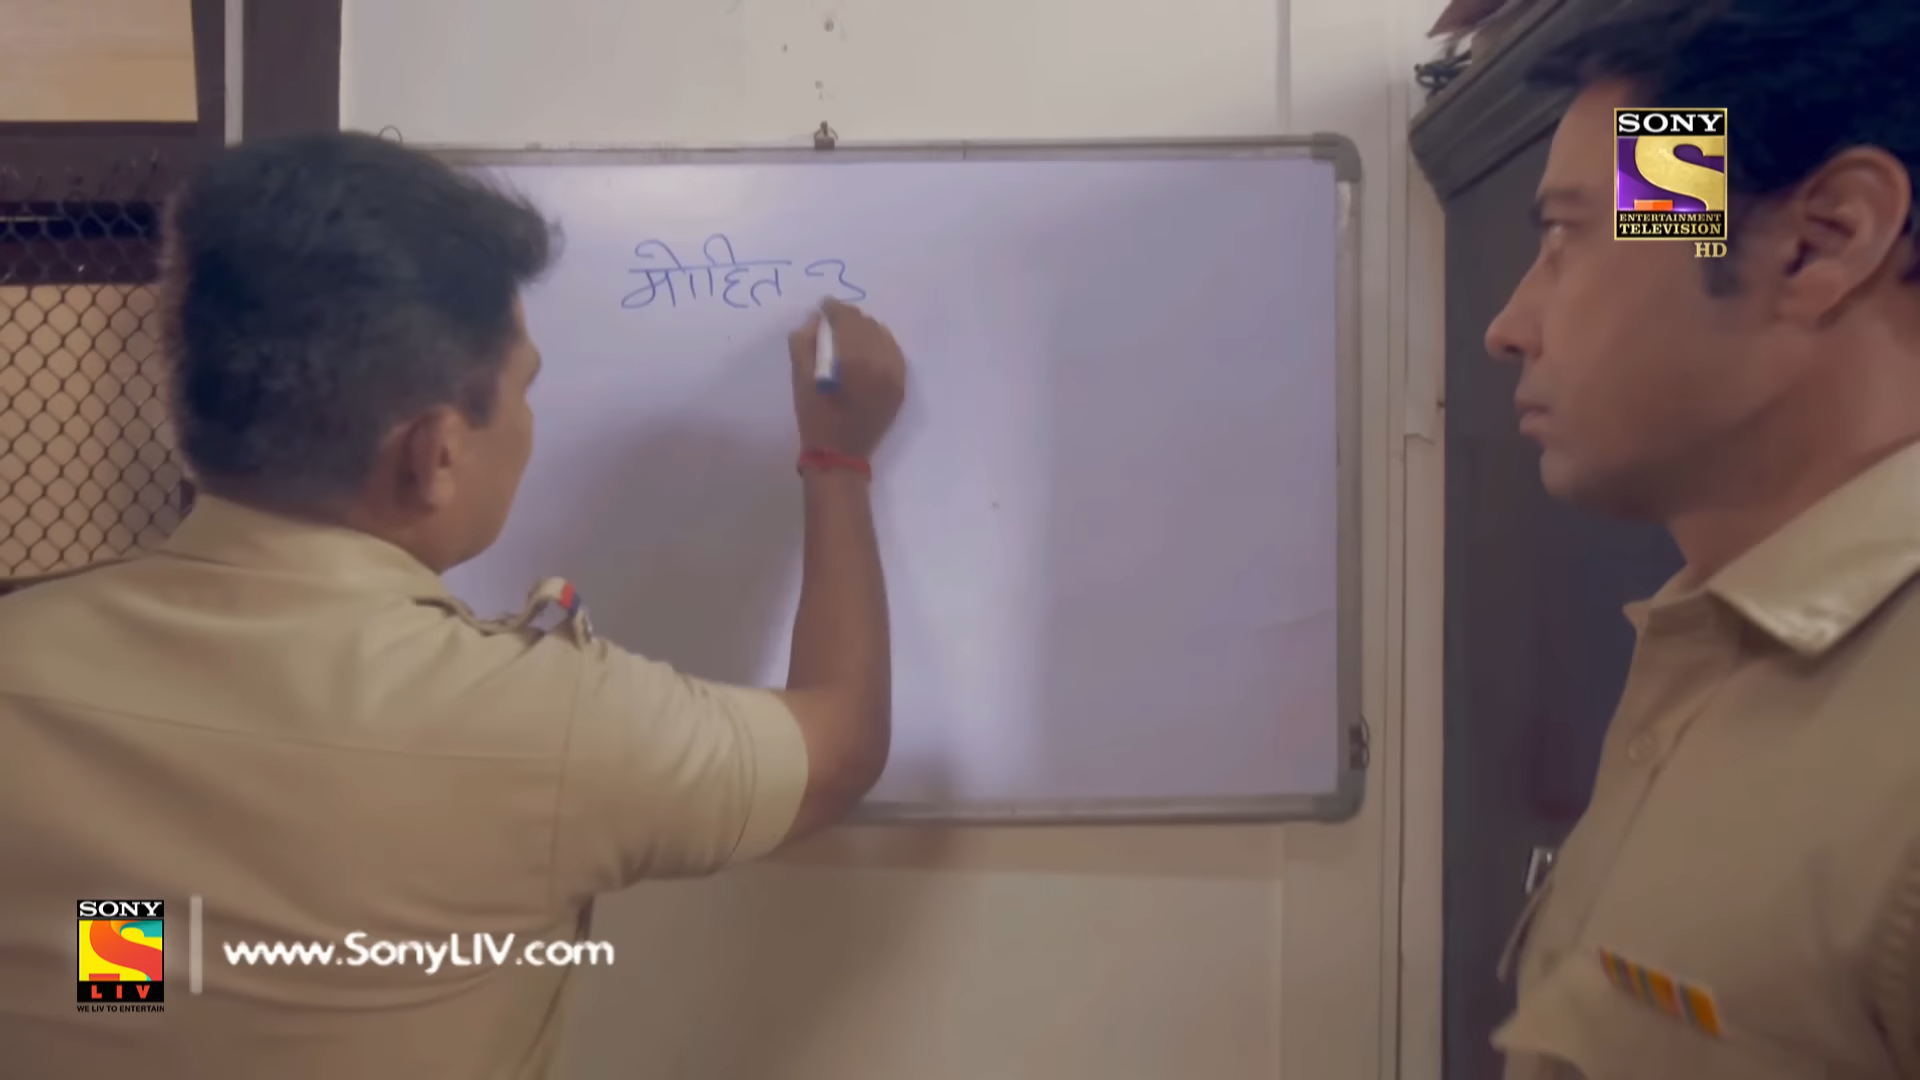 SONY
ENTERTAINMENT
TELEVISION
HD
मोहित
SONY
LIV
WE LIV TO ENTERTAIN
www.SonyLIV.com